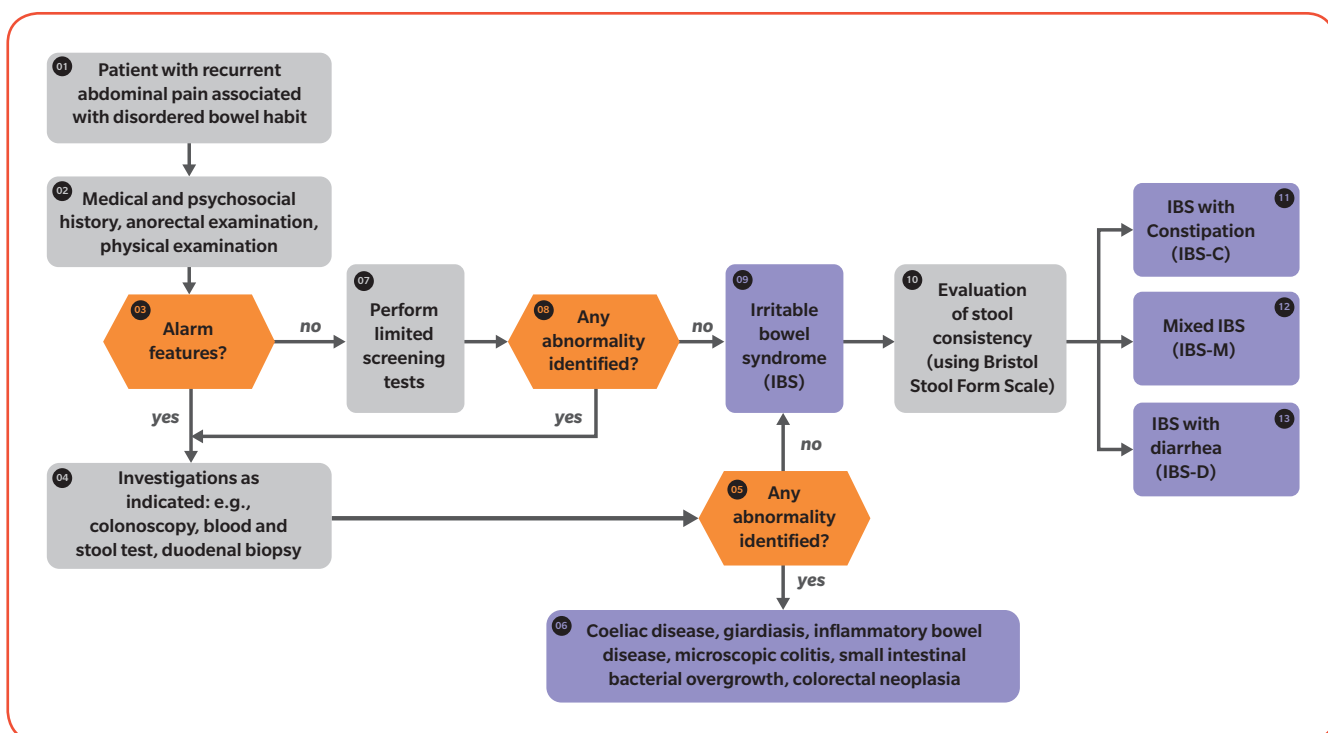 01
Patient with recurrent
abdominal pain associated
with disordered bowel habit
02
Medical and psychosocial
history, anorectal examination,
physical examination
03
Alarm
features?
no
yes
07
Perform
limited
screening
tests
08
Any
abnormality
identified?
no
yes
04
Investigations as
indicated: e.g.,
colonoscopy, blood and
stool test, duodenal biopsy
05
Any
abnormality
identified?
no
yes
06
Coeliac disease, giardiasis, inflammatory bowel
disease, microscopic colitis, small intestinal
bacterial overgrowth, colorectal neoplasia
09
Irritable
bowel
syndrome
(IBS)
10
Evaluation
of stool
consistency
(using Bristol
Stool Form Scale)
11
IBS with
Constipation
(IBS-C)
12
Mixed IBS
(IBS-M)
13
IBS with
diarrhea
(IBS-D)